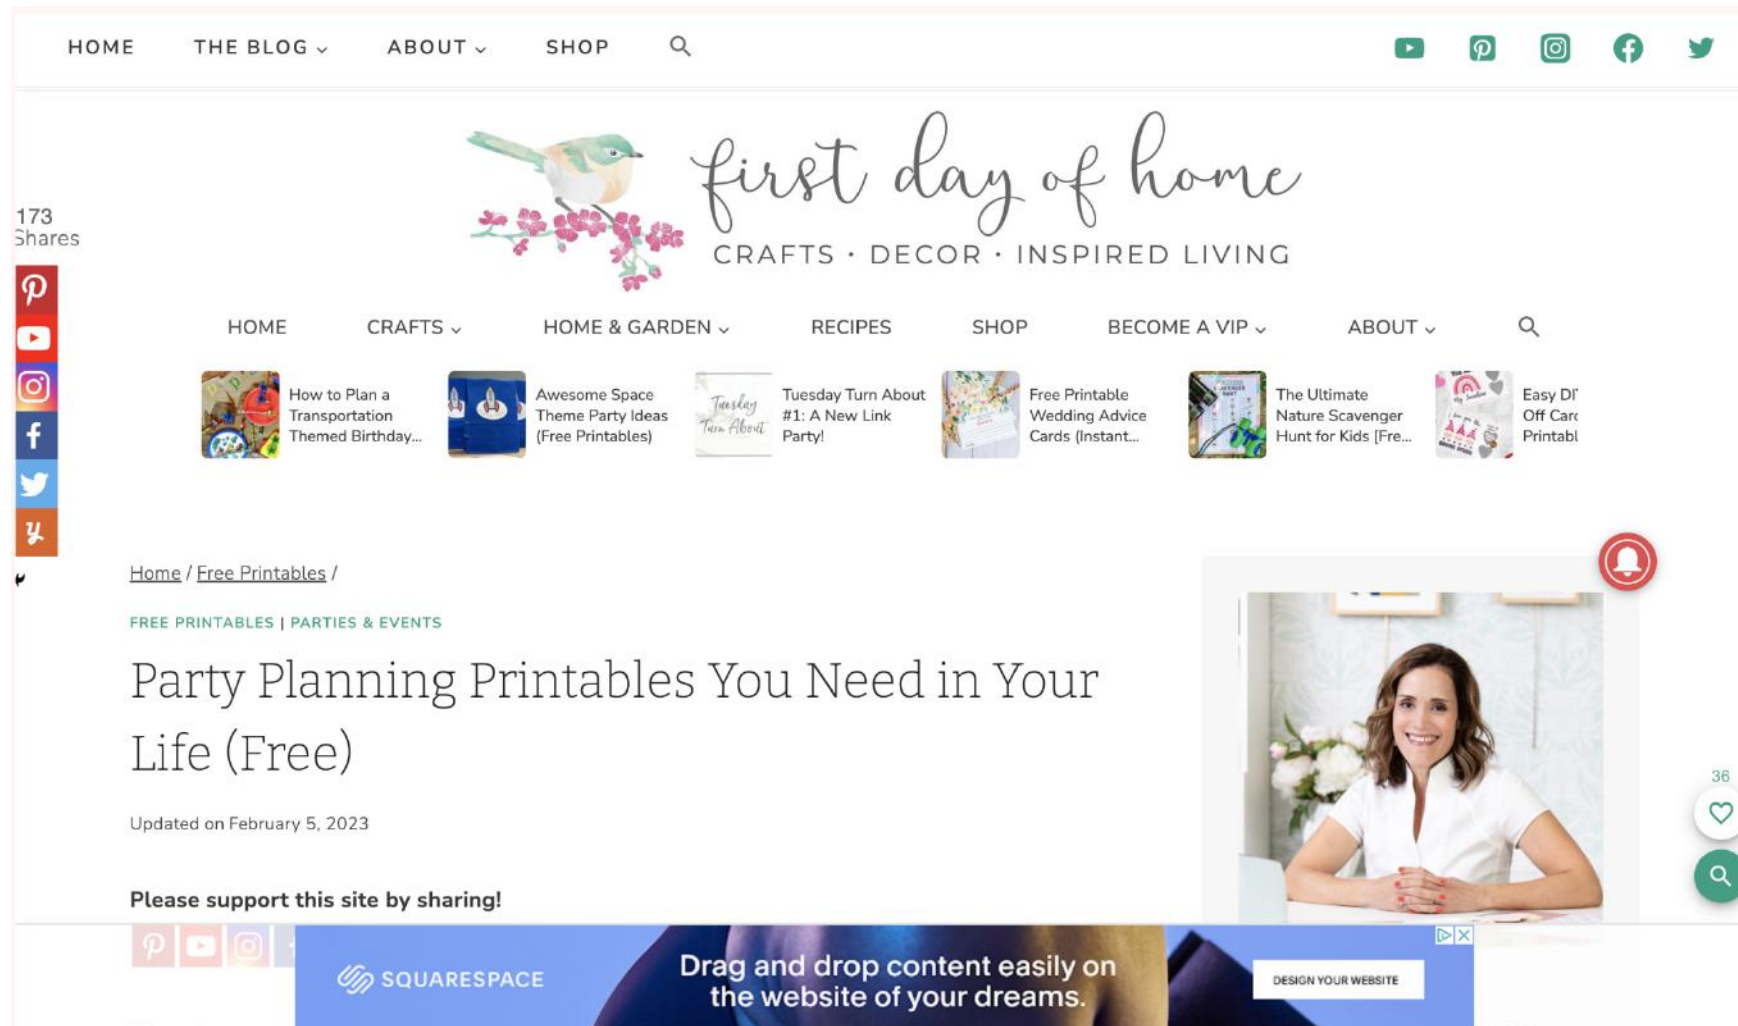 HOME THE BLOG ABOUT SHOP
first day of home
CRAFTS · DECOR · INSPIRED LIVING
173
Shares
HOME CRAFTS HOME & GARDEN RECIPES SHOP BECOME A VIP ABOUT
How to Plan a
Transportation
Themed Birthday...
Awesome Space
Theme Party Ideas
(Free Printables)
Tuesday
Turn About
Tuesday Turn About
#1: A New Link
Party!
Free Printable
Wedding Advice
Cards (Instant...
The Ultimate
Nature Scavenger
Hunt for Kids [Fre...
Easy DI
Off Card
Printabl
Home / Free Printables /
FREE PRINTABLES | PARTIES & EVENTS
Party Planning Printables You Need in Your
Life (Free)
Updated on February 5, 2023
36
Please support this site by sharing!
SQUARESPACE
Drag and drop content easily on
the website of your dreams.
DESIGN YOUR WEBSITE